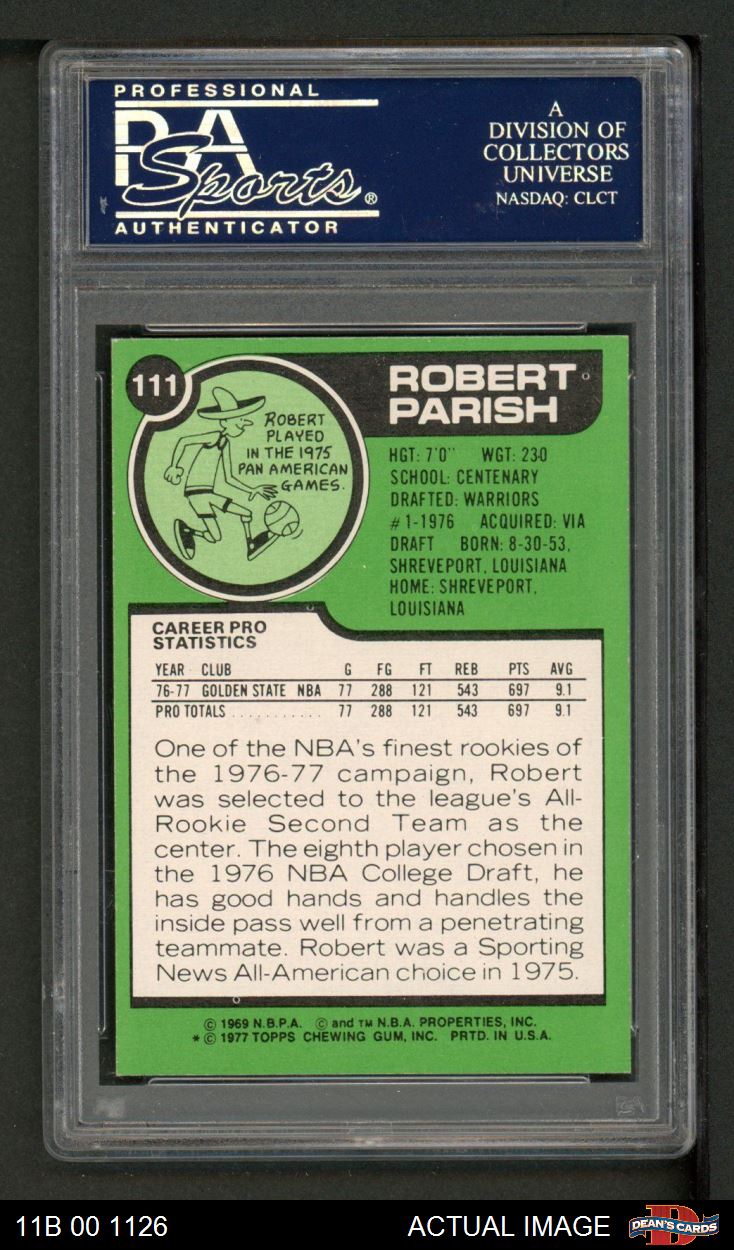 PROFESSIONAL
PSA
Sports®
AUTHENTICATOR
A
DIVISION OF
COLLECTORS
UNIVERSE
NASDAQ: CLCT
111
ROBERT
PARISH
ROBERT
PLAYED
IN THE 1975
PAN AMERICAN
GAMES.
HGT: 7'0" WGT: 230
SCHOOL: CENTENARY
DRAFTED: WARRIORS
#1-1976 ACQUIRED: VIA
DRAFT BORN: 8-30-53,
SHREVEPORT, LOUISIANA
HOME: SHREVEPORT,
LOUISIANA
CAREER PRO
STATISTICS
YEAR CLUB G FG FT REB PTS AVG
76-77 GOLDEN STATE NBA 77 288 121 543 697 9.1
PRO TOTALS ........... 77 288 121 543 697 9.1
One of the NBA's finest rookies of
the 1976-77 campaign, Robert
was selected to the league's All-
Rookie Second Team as the
center. The eighth player chosen in
the 1976 NBA College Draft, he
has good hands and handles the
inside pass well from a penetrating
teammate. Robert was a Sporting
News All-American choice in 1975.
© 1969 N.B.P.A. © and TM N.B.A. PROPERTIES, INC.
* © 1977 TOPPS CHEWING GUM, INC. PRTD. IN U.S.A.
11B 00 1126
ACTUAL IMAGE
DEAN'S CARDS